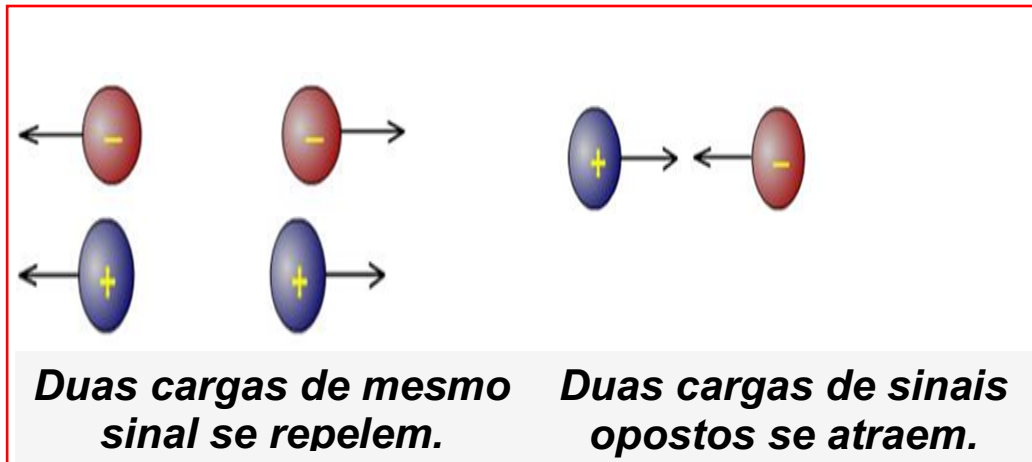 −
−
+
−
+
+
Duas cargas de mesmo
sinal se repelem.
Duas cargas de sinais
opostos se atraem.